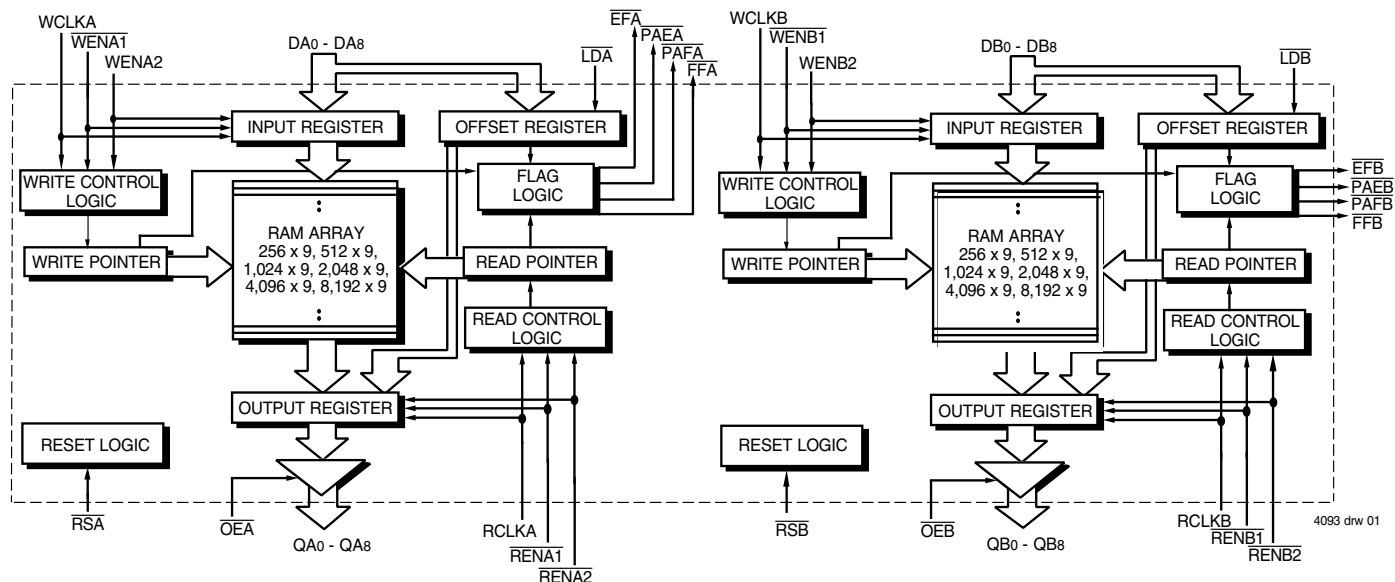 WCLKA
WENA1
WENA2
DA0 - DA8
LDA
EFA
PAEA
PAFA
FFA
INPUT REGISTER
OFFSET REGISTER
WRITE CONTROL
LOGIC
FLAG
LOGIC
WRITE POINTER
RAM ARRAY
256 x 9, 512 x 9,
1,024 x 9, 2,048 x 9,
4,096 x 9, 8,192 x 9
READ POINTER
READ CONTROL
LOGIC
OUTPUT REGISTER
RESET LOGIC
RSA
OEA
QA0 - QA8
RCLKA
RENA1
RENA2
WCLKB
WENB1
WENB2
DB0 - DB8
LDB
INPUT REGISTER
OFFSET REGISTER
WRITE CONTROL
LOGIC
FLAG
LOGIC
EFB
PAEB
PAFB
FFB
WRITE POINTER
RAM ARRAY
256 x 9, 512 x 9,
1,024 x 9, 2,048 x 9,
4,096 x 9, 8,192 x 9
READ POINTER
READ CONTROL
LOGIC
OUTPUT REGISTER
RESET LOGIC
RSB
OEB
QB0 - QB8
RCLKB
RENB1
RENB2
4093 drw 01